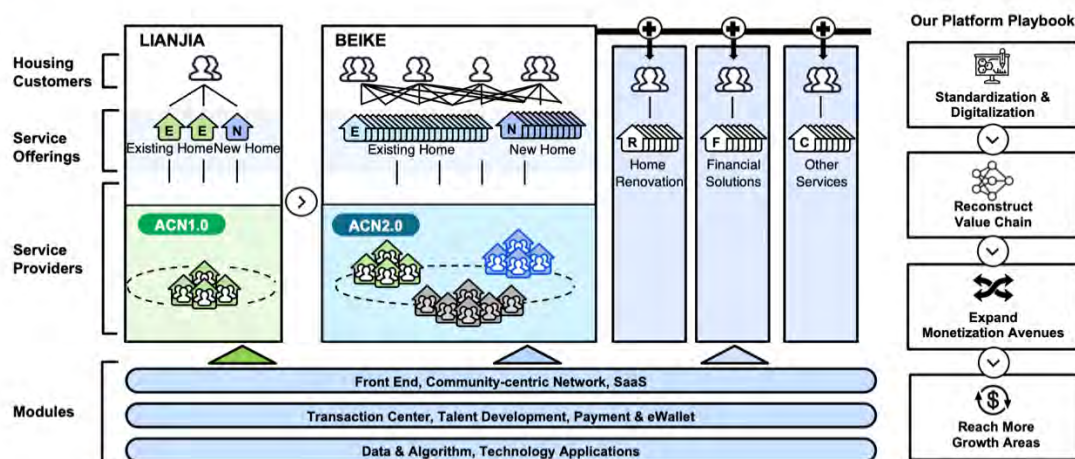 LIANJIA
BEIKE
Our Platform Playbook
Housing
Customers
Service
Offerings
Service
Providers
Modules
E
E
N
Existing Home
New Home
E
N
Existing Home
New Home
R
Home
Renovation
F
Financial
Solutions
C
Other
Services
ACN1.0
ACN2.0
Front End, Community-centric Network, SaaS
Transaction Center, Talent Development, Payment & eWallet
Data & Algorithm, Technology Applications
Standardization &
Digitalization
Reconstruct
Value Chain
Expand
Monetization Avenues
$
Reach More
Growth Areas